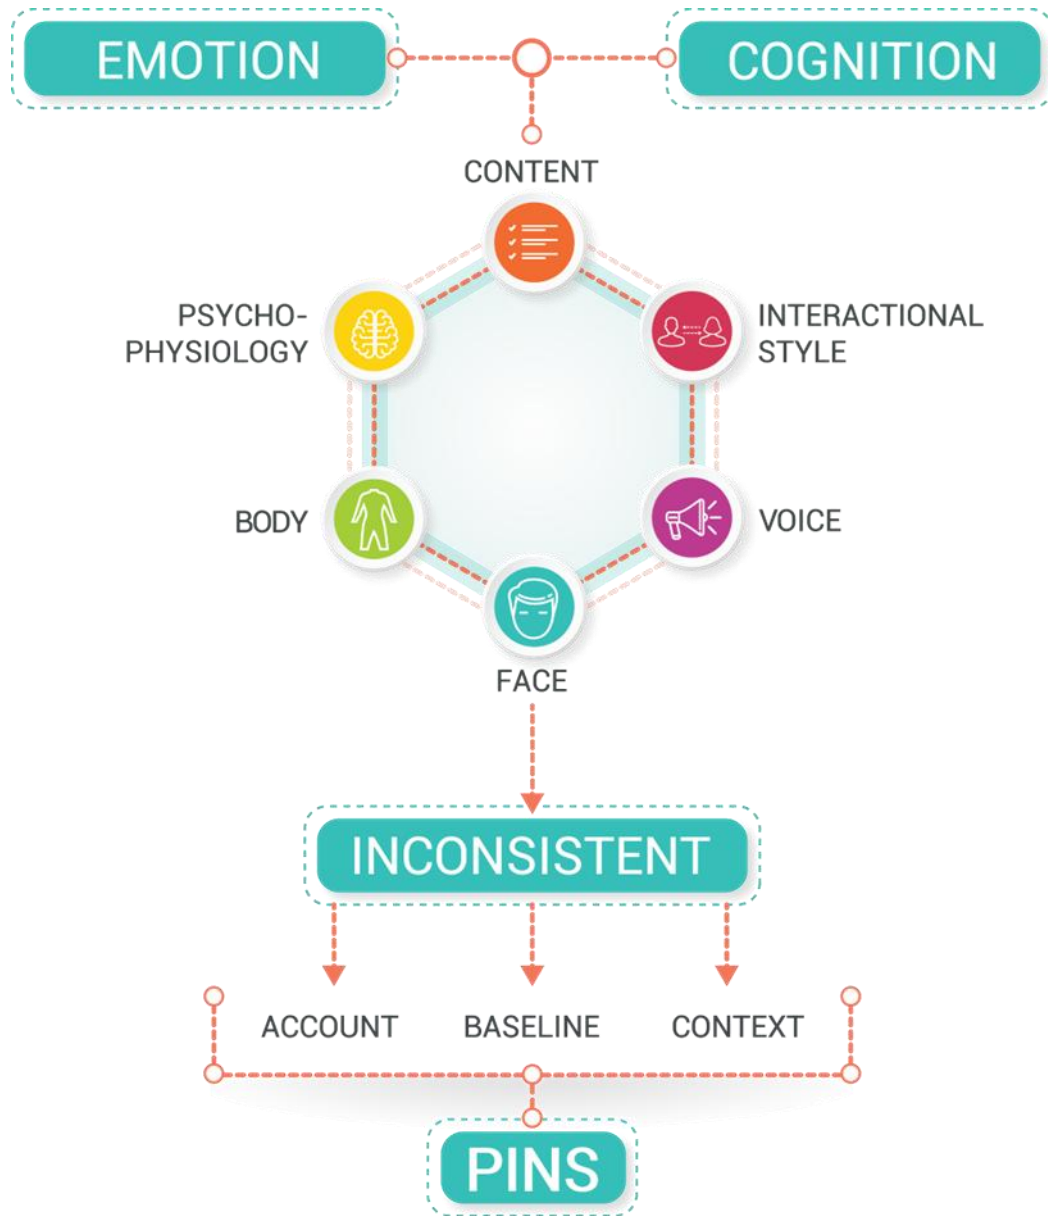 EMOTION
COGNITION
CONTENT
PSYCHO-
PHYSIOLOGY
INTERACTIONAL
STYLE
BODY
VOICE
FACE
INCONSISTENT
ACCOUNT
BASELINE
CONTEXT
PINS